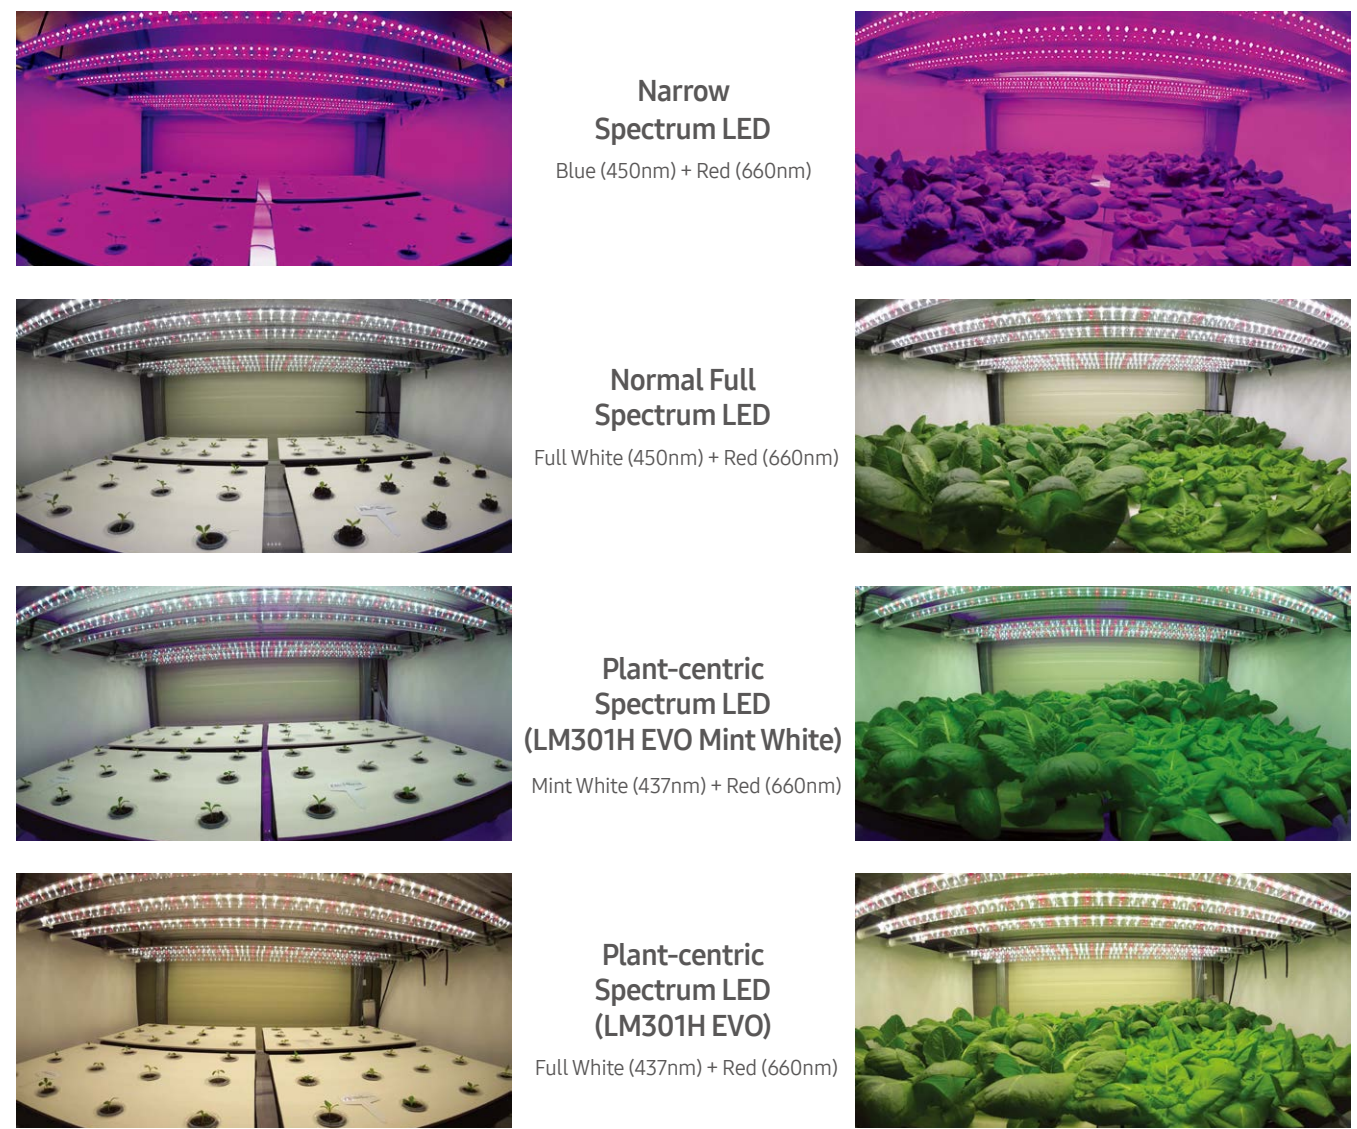 Narrow
Spectrum LED
Blue (450nm) + Red (660nm)
Normal Full
Spectrum LED
Full White (450nm) + Red (660nm)
Plant-centric
Spectrum LED
(LM301H EVO Mint White)
Mint White (437nm) + Red (660nm)
Plant-centric
Spectrum LED
(LM301H EVO)
Full White (437nm) + Red (660nm)